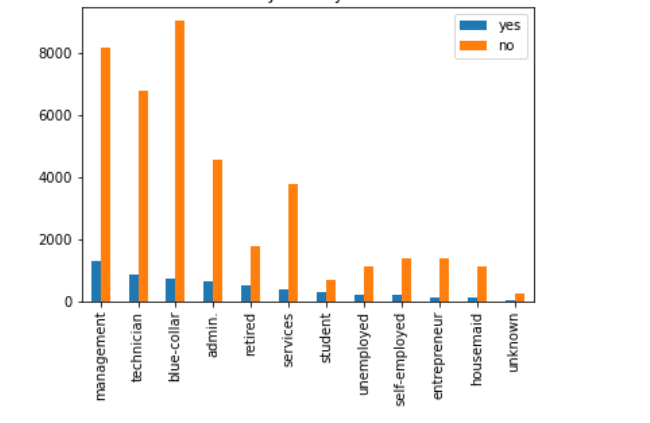 yes
no
8000
6000
4000
2000
0
management
technician
blue-collar
admin.
retired
services
student
unemployed
self-employed
entrepreneur
housemaid
unknown